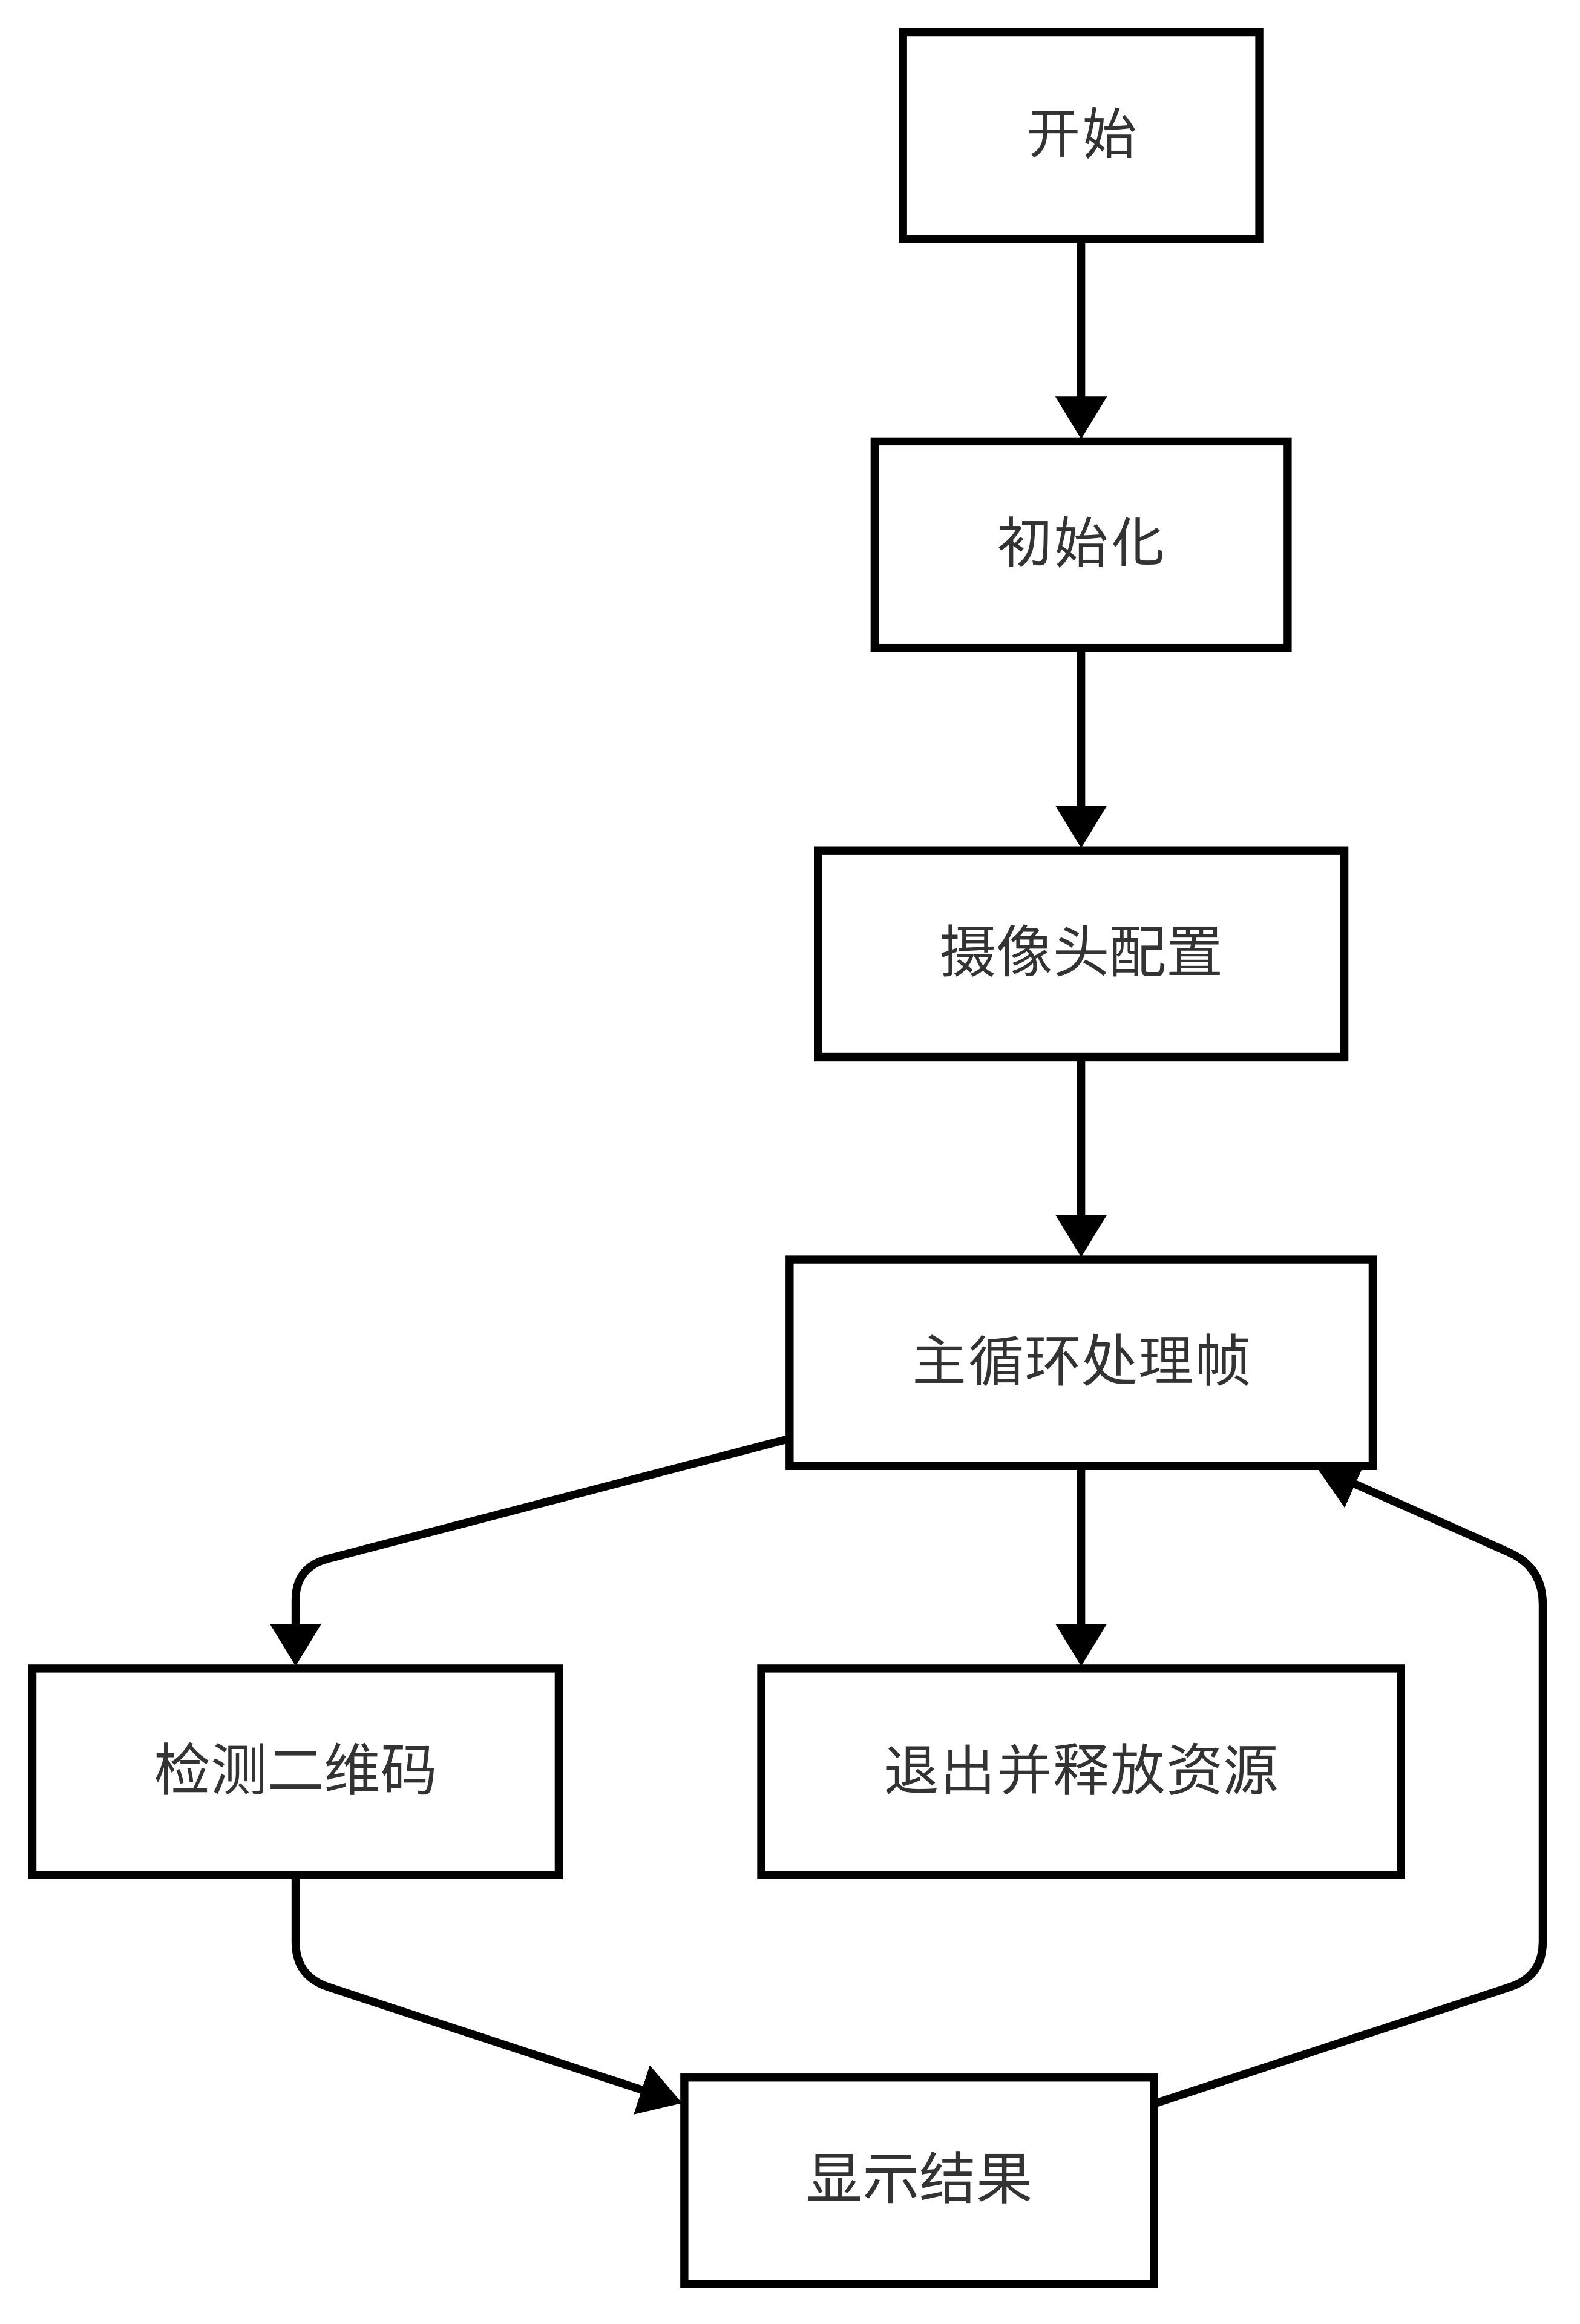 开始
初始化
摄像头配置
主循环处理帧
检测二维码
退出并释放资源
显示结果